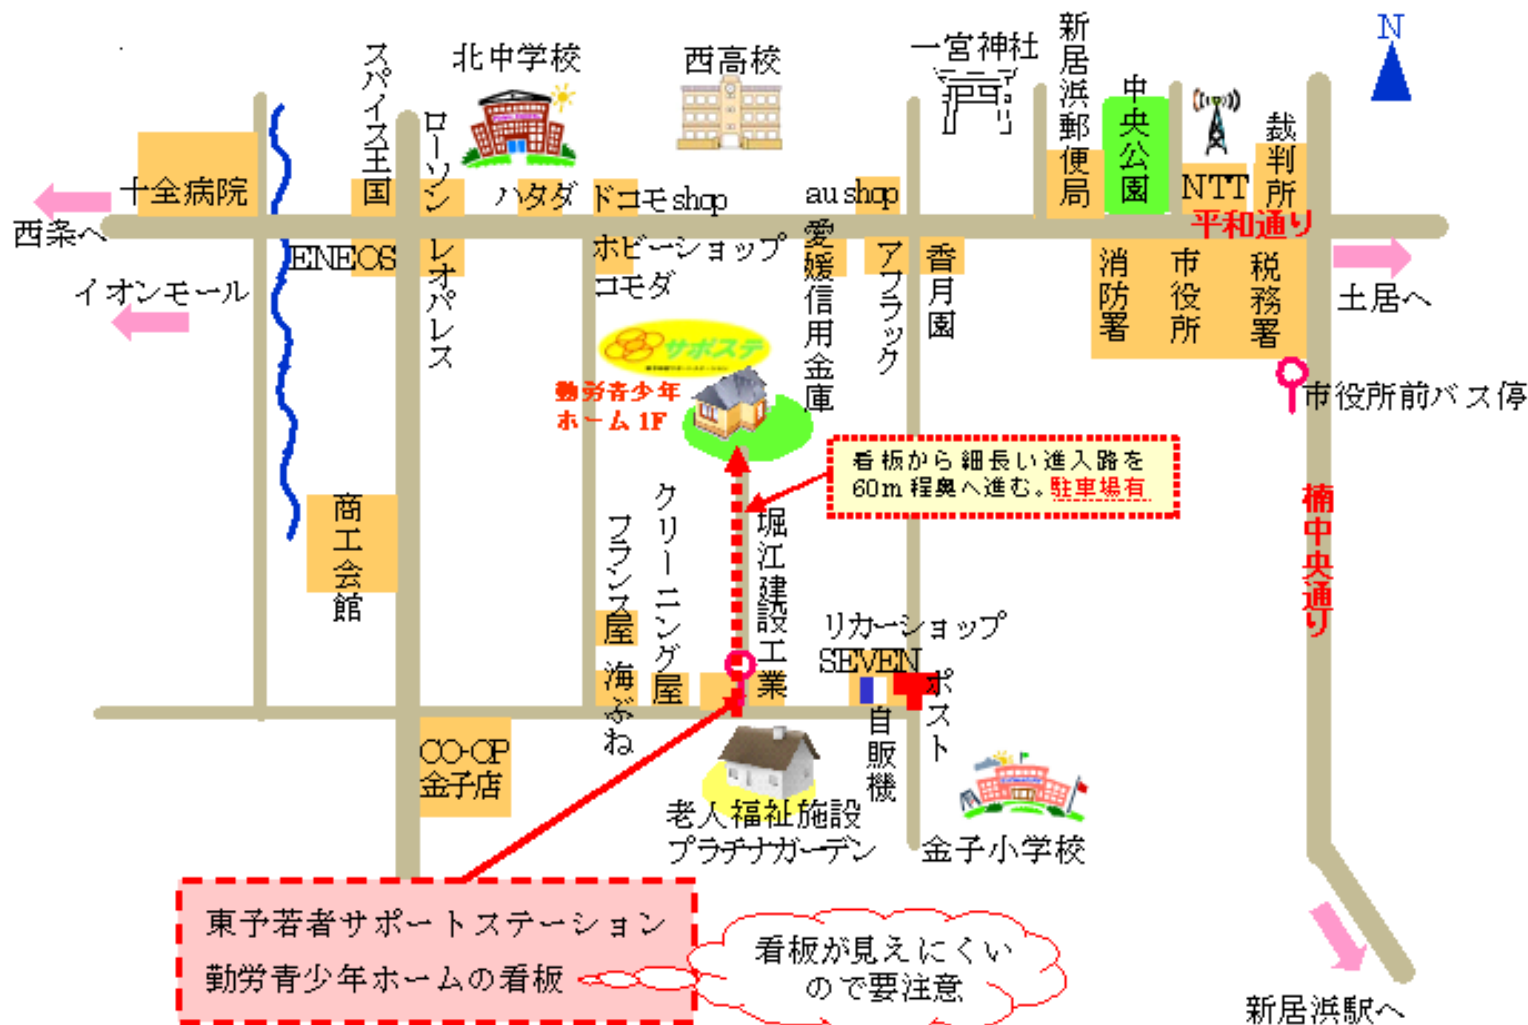 スパイス王国
北中学校
西高校
一宮神社
新居浜郵便局
中央公園
N
ローソン
裁判所
十全病院
ハタダ
ドコモshop
au shop
NTT
平和通り
西条へ
ENEOS
レオパレス
ホビーショップ
コモダ
愛媛信用金庫
アフラック
香月園
消防署
市役所
税務署
土居へ
イオンモール
サポステ
勤労青少年
ホーム 1F
市役所前バス停
看板から細長い進入路を
60m程奥へ進む。駐車場有
楠中央通り
商工会館
フランス屋
クリーニング屋
堀江建設工業
リカーショップ
SEVEN
海ぶね
ポスト
自販機
CO-OP
金子店
老人福祉施設
プラチナガーデン
金子小学校
東予若者サポートステーション
勤労青少年ホームの看板
看板が見えにくい
ので要注意
新居浜駅へ